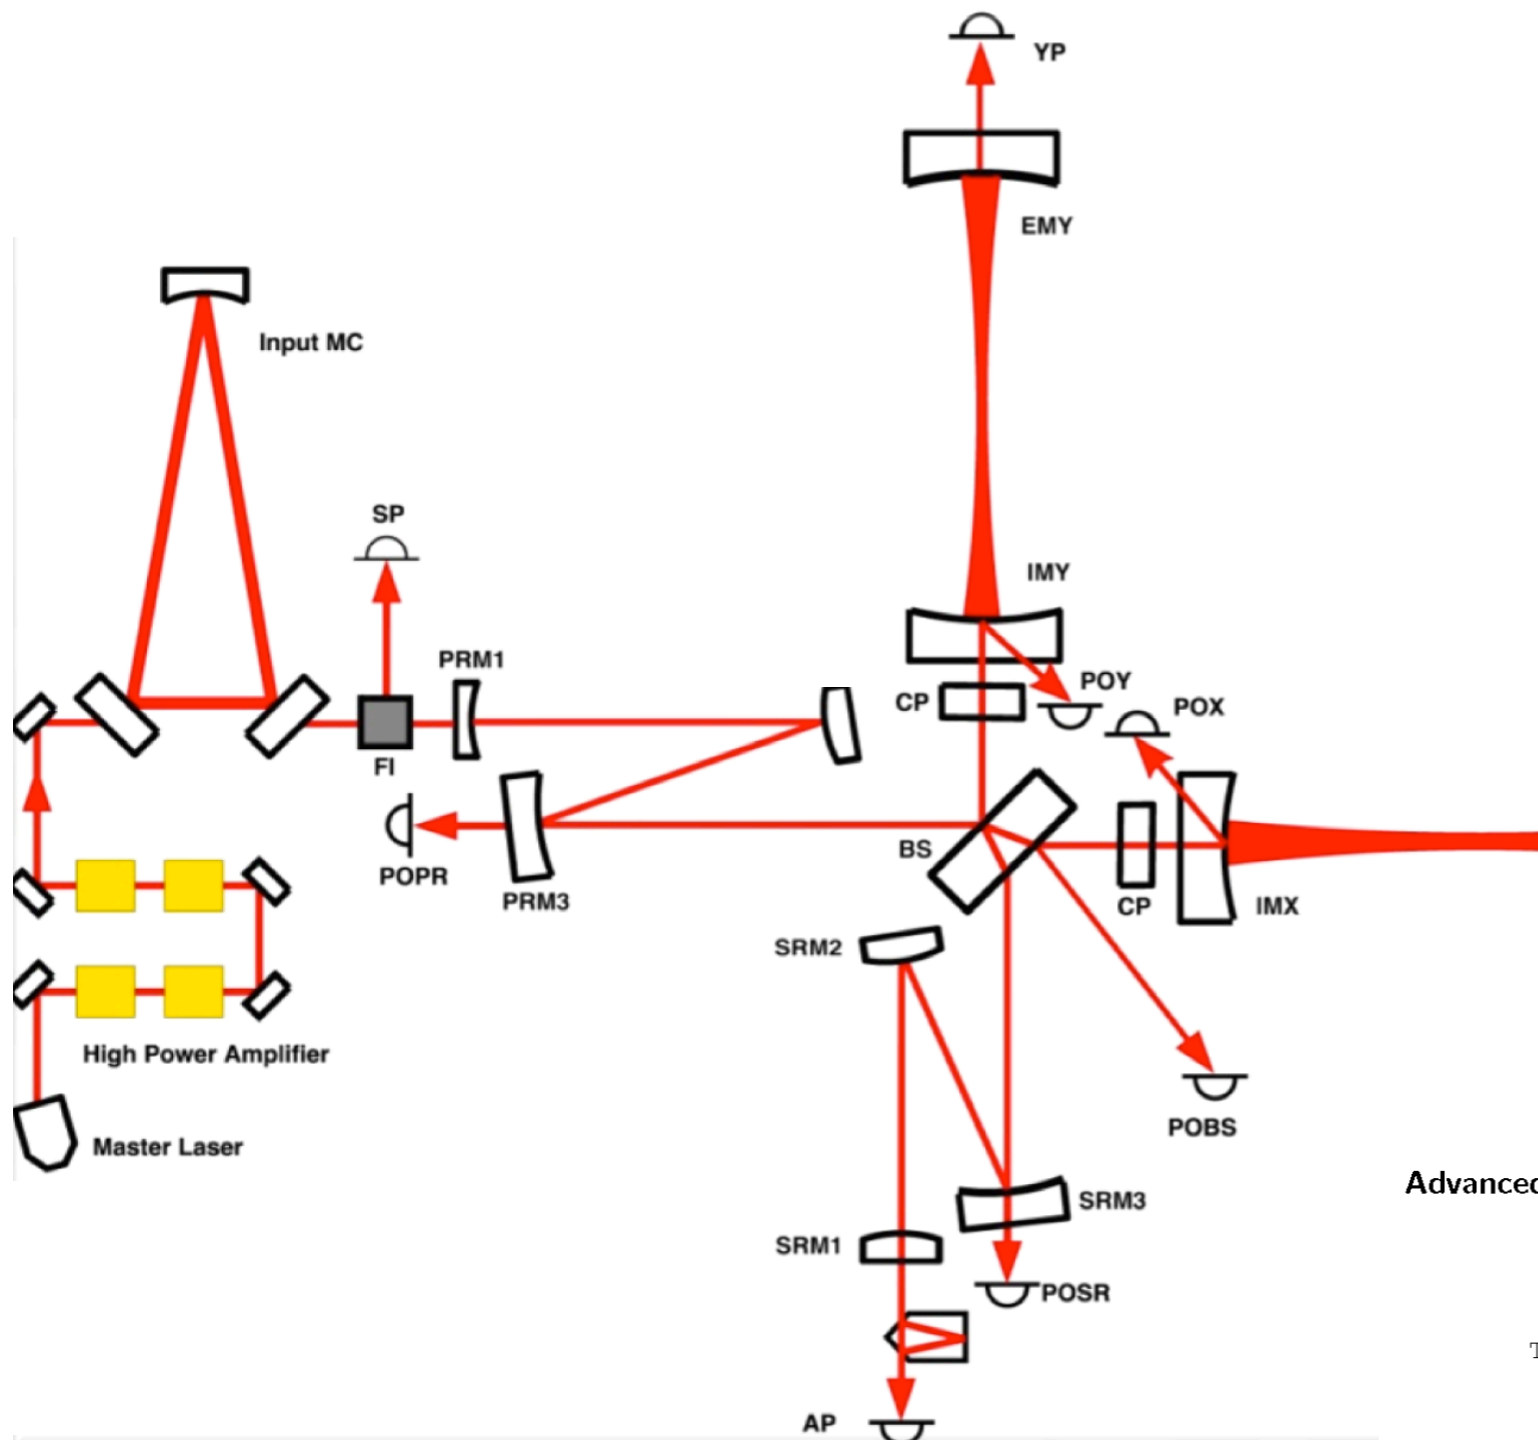 YP
EMY
Input MC
SP
IMY
PRM1
POY
CP
POX
FI
BS
POPR
PRM3
CP
IMX
SRM2
High Power Amplifier
POBS
Master Laser
Advanced
SRM3
SRM1
POSR
T
AP